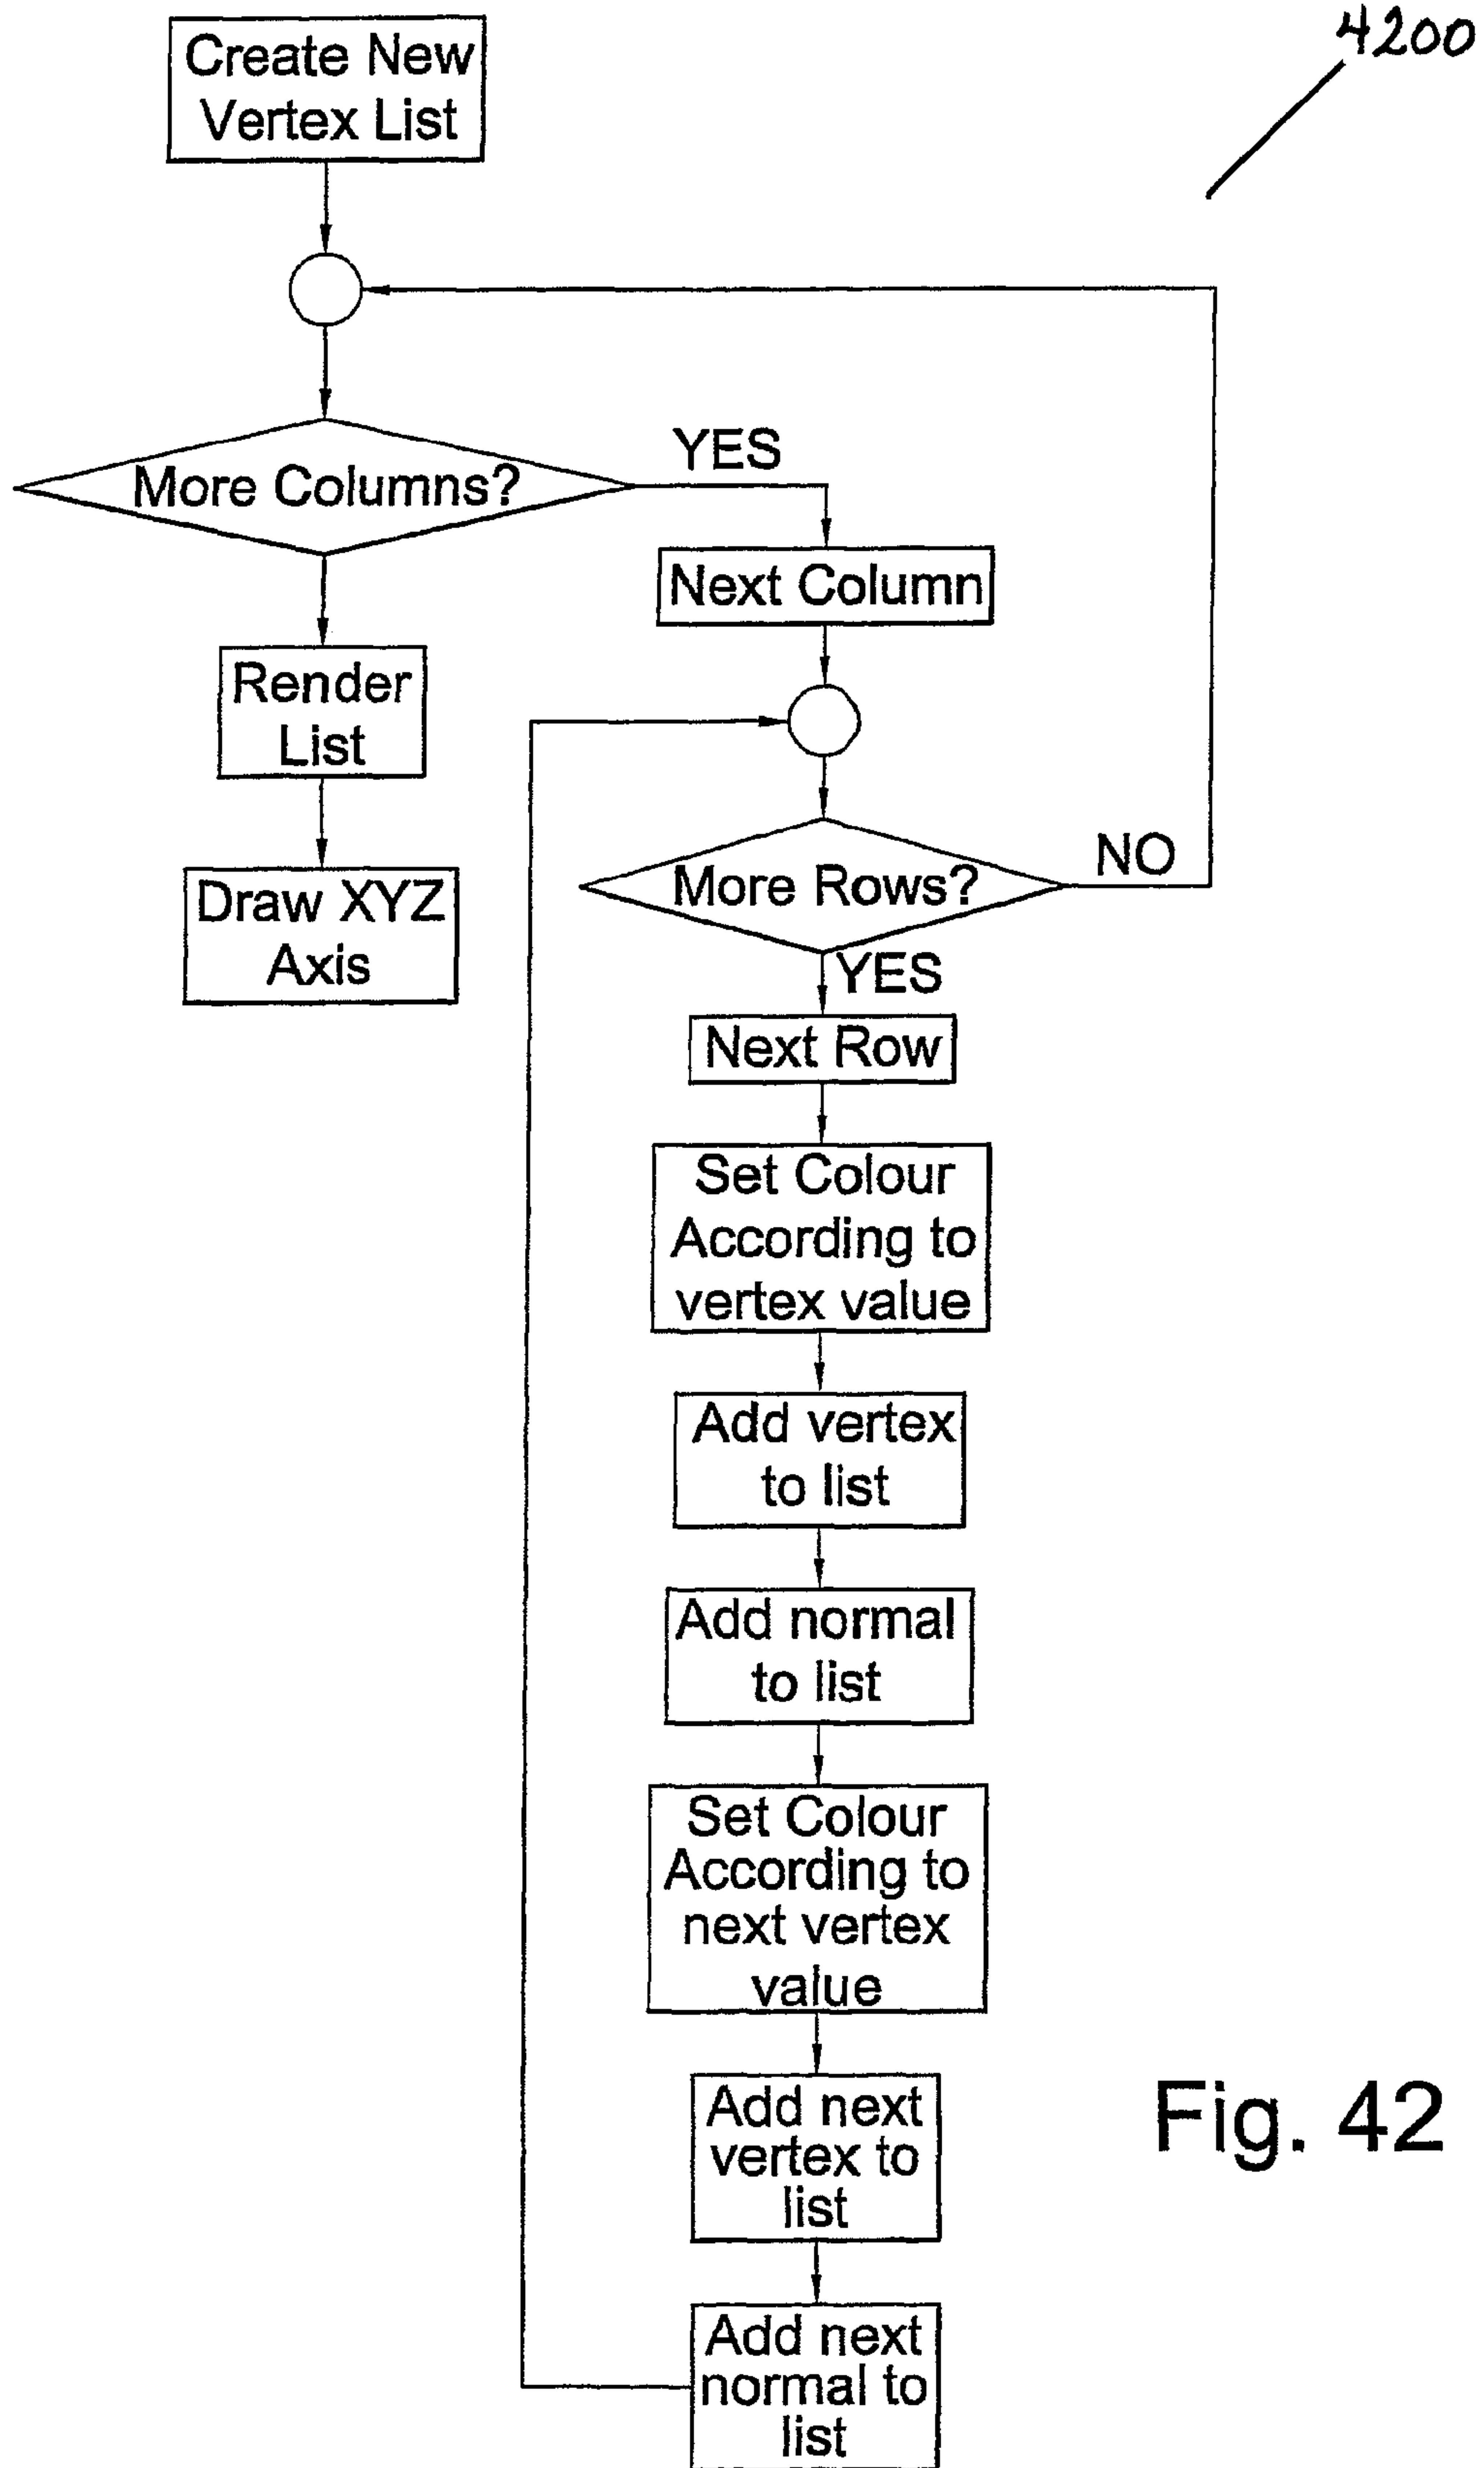 4200
Create New
Vertex List
More Columns?
YES
Next Column
Render
List
More Rows?
NO
Draw XYZ
Axis
YES
Next Row
Set Colour
According to
vertex value
Add vertex
to list
Add normal
to list
Set Colour
According to
next vertex
value
Add next
vertex to
list
Add next
normal to
list
Fig. 42